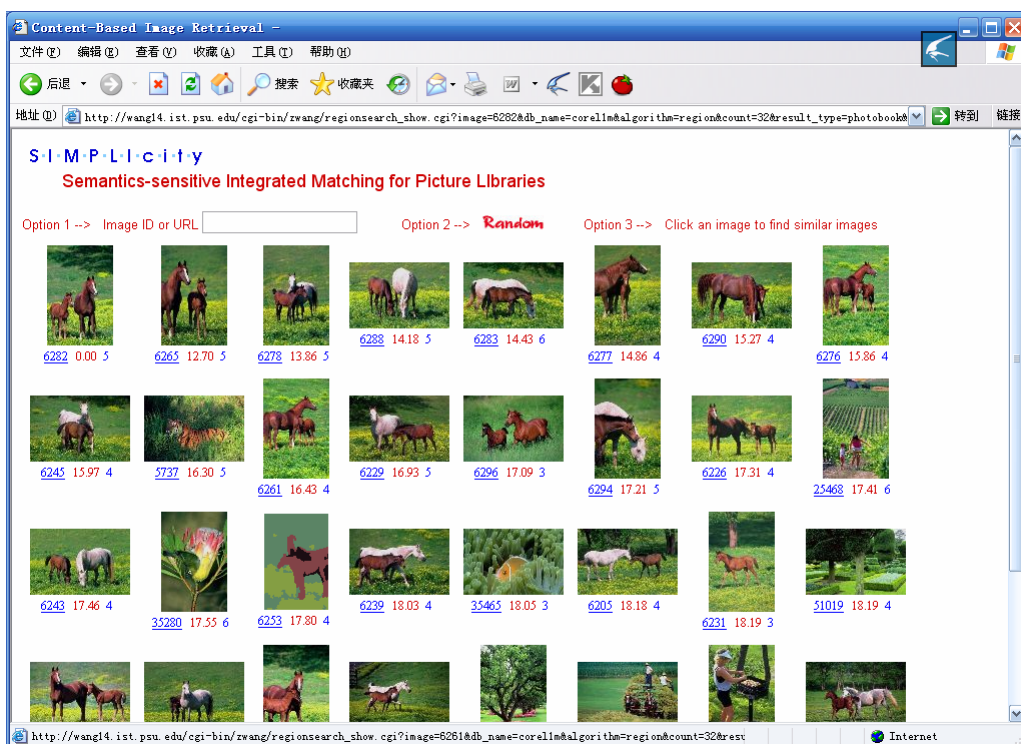 Content-Based Image Retrieval -
文件(F) 编辑(E) 查看(V) 收藏(A) 工具(T) 帮助(H)
后退 搜索 收藏夹
地址(D) http://wang14.ist.psu.edu/cgi-bin/zwang/regionsearch_show.cgi?image=6282&db_name=corel1m&algorithm=region&count=32&result_type=photobook& 转到 链接
S·I·M·P·L·I·c·i·t·y
Semantics-sensitive Integrated Matching for Picture LIbraries
Option 1 --> Image ID or URL Option 2 --> Random Option 3 --> Click an image to find similar images
6282 0.00 5 6265 12.70 5 6278 13.86 5 6288 14.18 5 6283 14.43 6 6277 14.86 4 6290 15.27 4 6276 15.86 4
6245 15.97 4 5737 16.30 5 6261 16.43 4 6229 16.93 5 6296 17.09 3 6294 17.21 5 6226 17.31 4 25468 17.41 6
6243 17.46 4 35280 17.55 6 6253 17.80 4 6239 18.03 4 35465 18.05 3 6205 18.18 4 6231 18.19 3 51019 18.19 4
http://wang14.ist.psu.edu/cgi-bin/zwang/regionsearch_show.cgi?image=6261&db_name=corel1m&algorithm=region&count=32&resu Internet